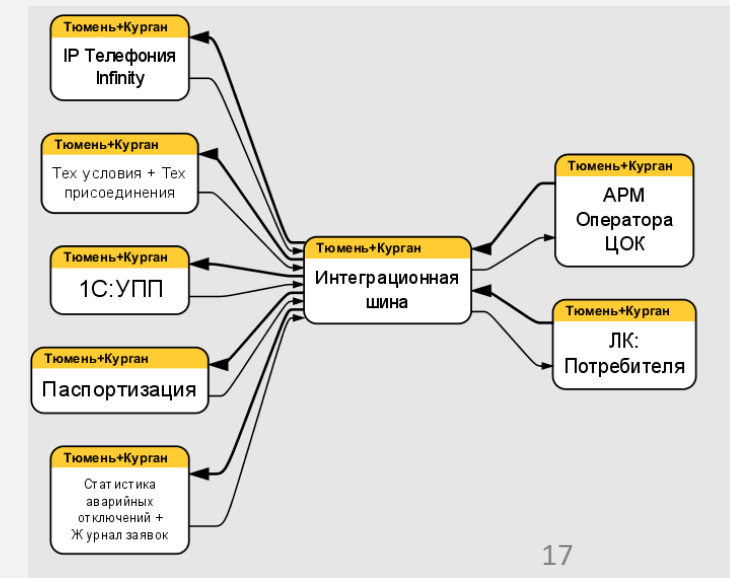 Тюмень+Курган
IP Телефония
Infinity
Тюмень+Курган
Тех условия + Тех
присоединения
Тюмень+Курган
1С:УПП
Тюмень+Курган
Паспортизация
Тюмень+Курган
Статистика
аварийных
отключений +
Журнал заявок
Тюмень+Курган
Интеграционная
шина
Тюмень+Курган
АРМ
Оператора
ЦОК
Тюмень+Курган
ЛК:
Потребителя
17